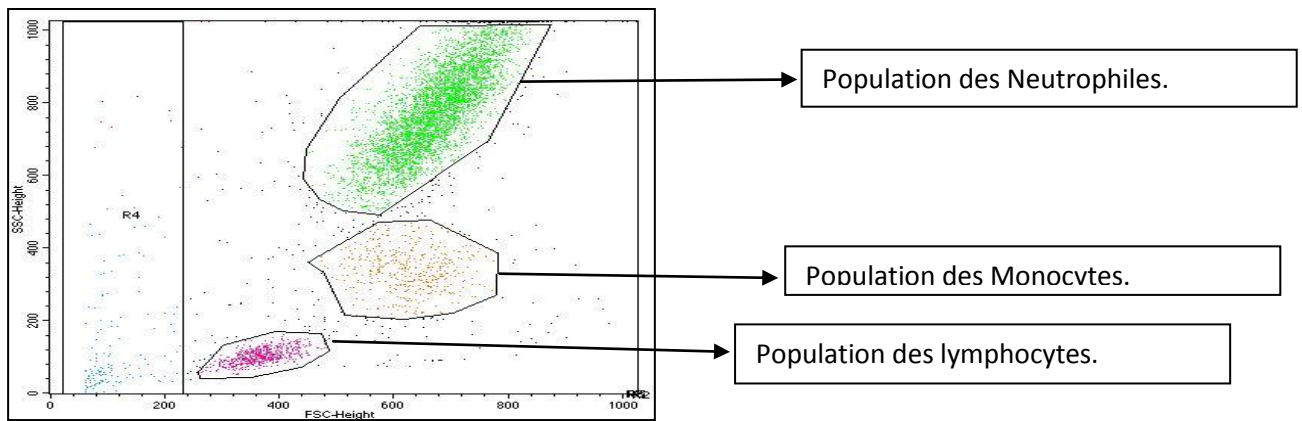 1000
800
600
400
200
0
SSC-Height
R4
0 200 400 600 800 1000
FSC-Height
Population des Neutrophiles.
Population des Monocytes.
Population des lymphocytes.